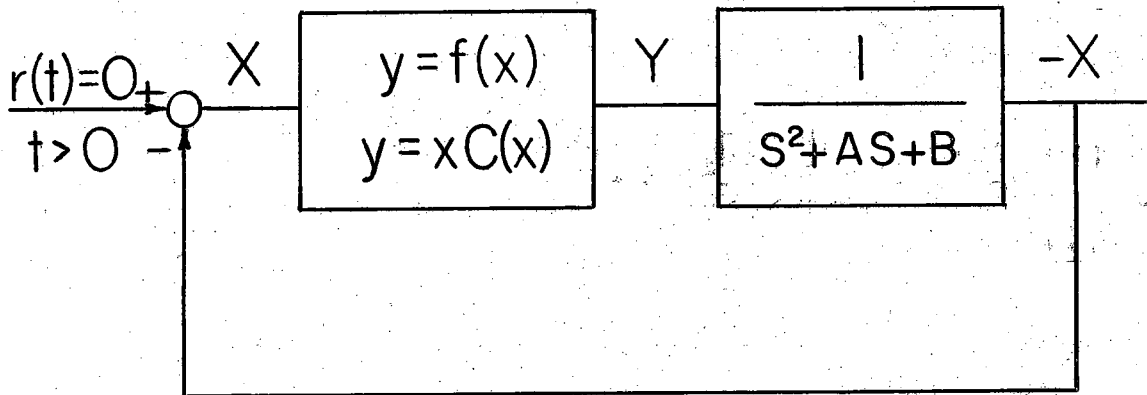 r(t)=0
+
t>0
-
X
y=f(x)
y=xC(x)
Y
1
S²+AS+B
-X